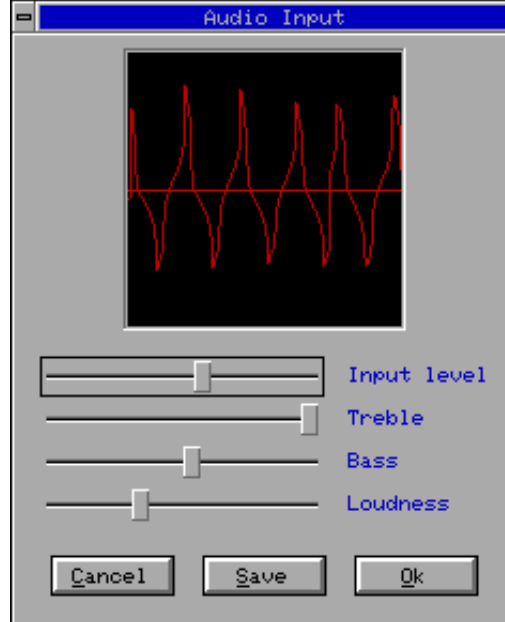 Audio Input
Input level
Treble
Bass
Loudness
Cancel Save Ok